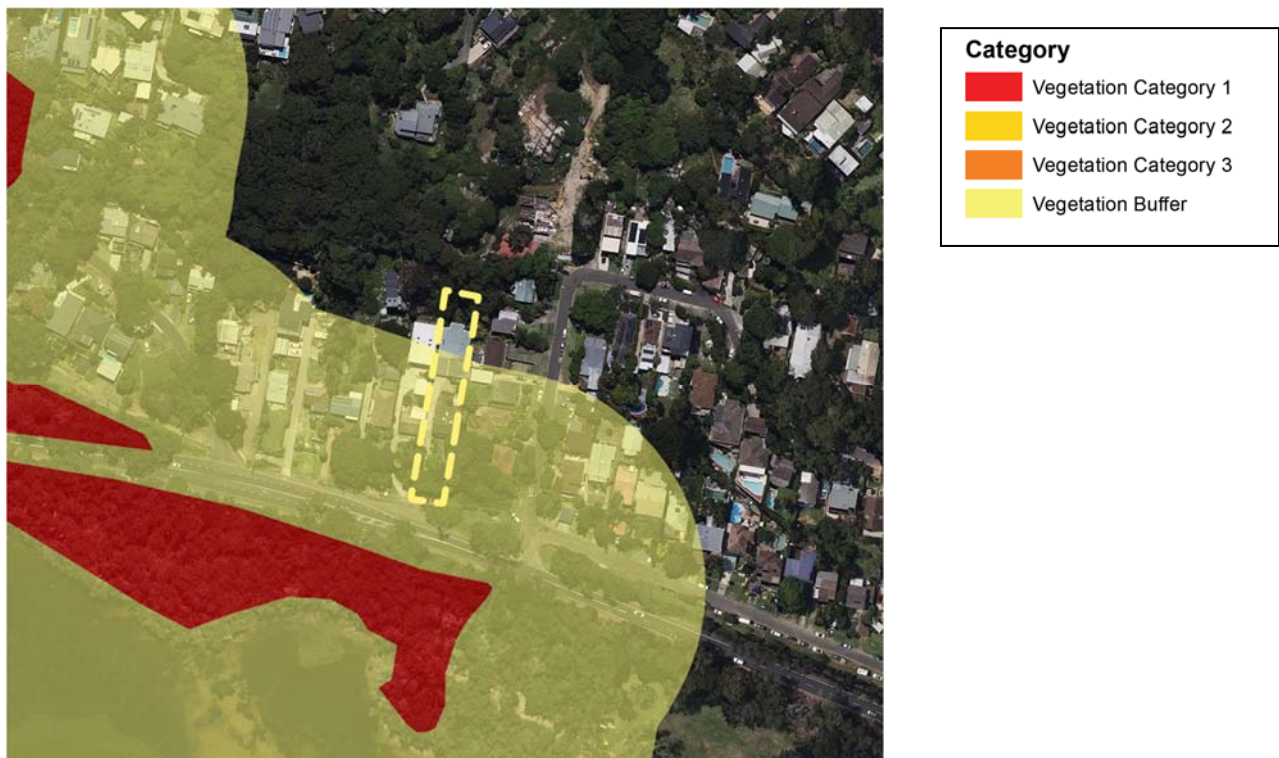 Category
Vegetation Category 1
Vegetation Category 2
Vegetation Category 3
Vegetation Buffer